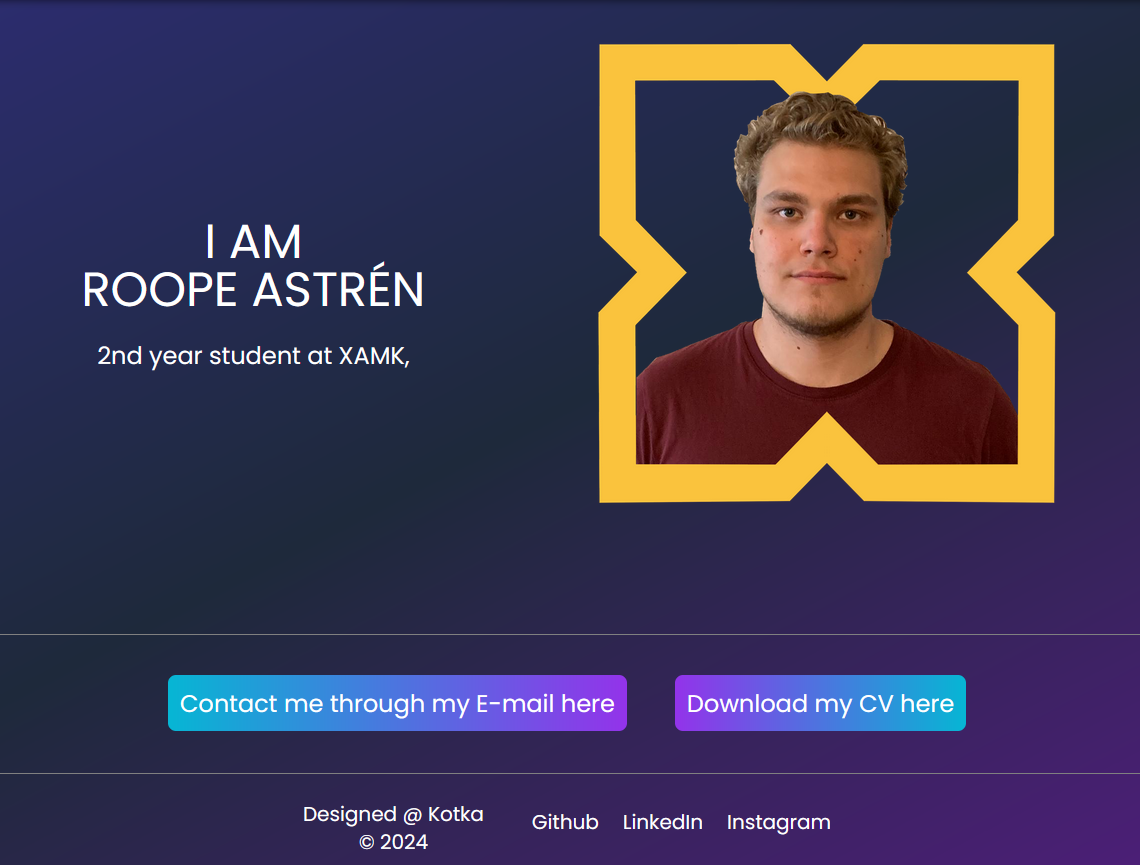 I AM
ROOPE ASTRÉN
2nd year student at XAMK,
Contact me through my E-mail here
Download my CV here
Designed @ Kotka
© 2024
Github
LinkedIn
Instagram